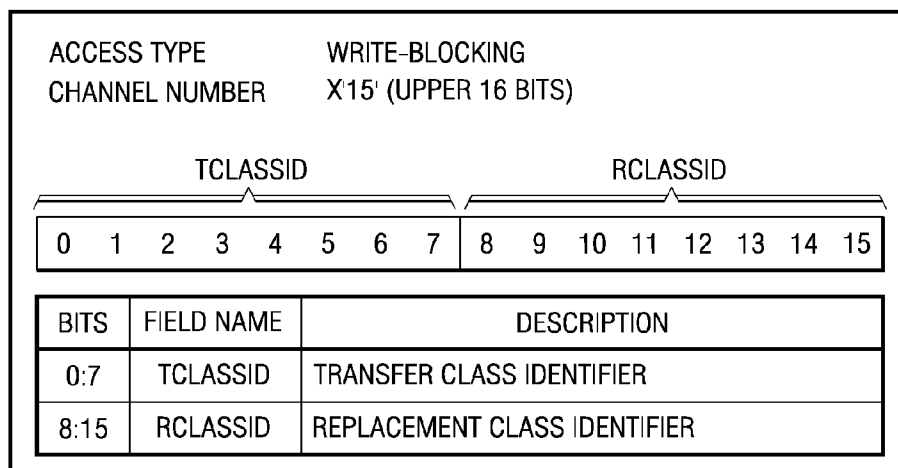 ACCESS TYPE WRITE-BLOCKING
CHANNEL NUMBER X'15' (UPPER 16 BITS)
TCLASSID RCLASSID
0 1 2 3 4 5 6 7 8 9 10 11 12 13 14 15
BITS FIELD NAME DESCRIPTION
0:7 TCLASSID TRANSFER CLASS IDENTIFIER
8:15 RCLASSID REPLACEMENT CLASS IDENTIFIER